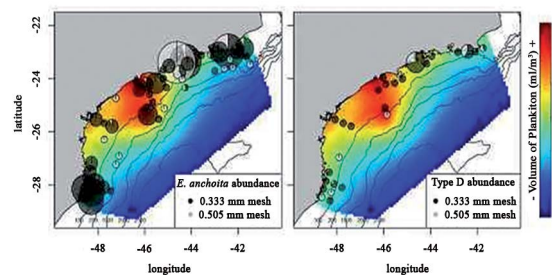 -22
-24
-26
-28
latitude
E. anchoita abundance
0.333 mm mesh
0.505 mm mesh
-48 -46 -44 -42
longitude
Type D abundance
0.333 mm mesh
0.505 mm mesh
-48 -46 -44 -42
longitude
- Volume of Plankiton (ml/m³) +